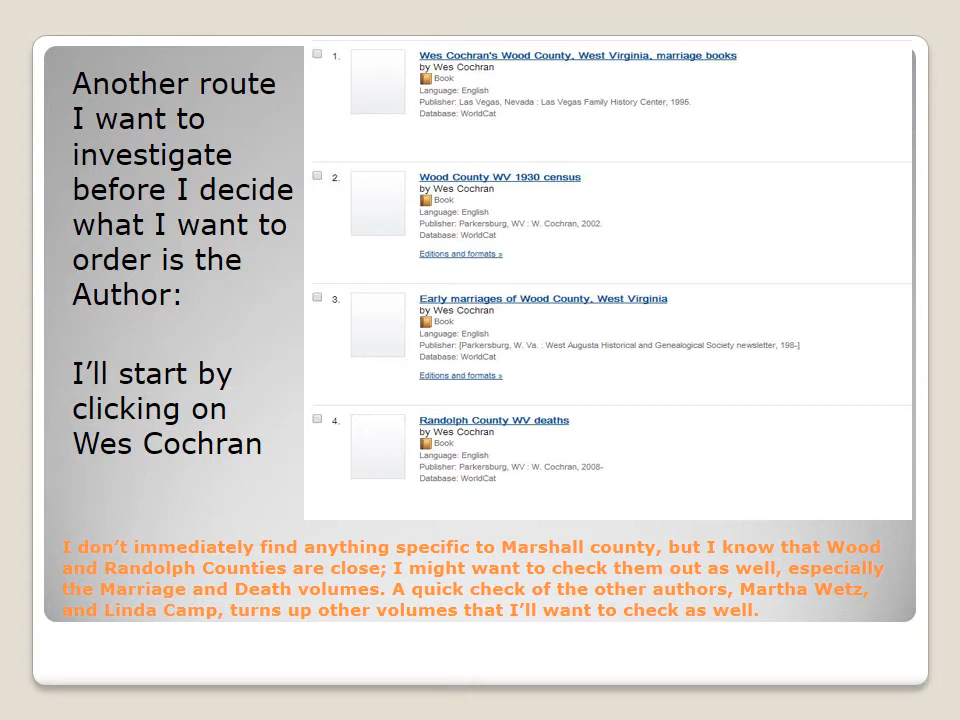 Another route
I want to
investigate
before I decide
what I want to
order is the
Author:
I’ll start by
clicking on
Wes Cochran
1.
Wes Cochran's Wood County, West Virginia, marriage books
by Wes Cochran
Book
Language: English
Publisher: Las Vegas, Nevada : Las Vegas Family History Center, 1995.
Database: WorldCat
2.
Wood County WV 1930 census
by Wes Cochran
Book
Language: English
Publisher: Parkersburg, WV : W. Cochran, 2002.
Database: WorldCat
Editions and formats »
3.
Early marriages of Wood County, West Virginia
by Wes Cochran
Book
Language: English
Publisher: [Parkersburg, W. Va. : West Augusta Historical and Genealogical Society newsletter, 198-]
Database: WorldCat
Editions and formats »
4.
Randolph County WV deaths
by Wes Cochran
Book
Language: English
Publisher: Parkersburg, WV : W. Cochran, 2008-
Database: WorldCat
I don’t immediately find anything specific to Marshall county, but I know that Wood
and Randolph Counties are close; I might want to check them out as well, especially
the Marriage and Death volumes. A quick check of the other authors, Martha Wetz,
and Linda Camp, turns up other volumes that I’ll want to check as well.